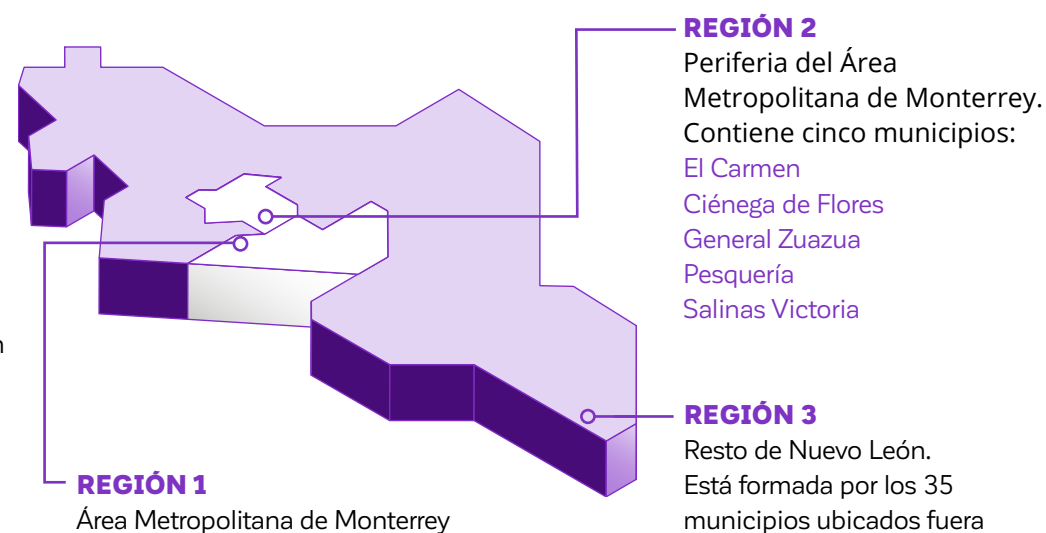 REGIÓN 2
Periferia del Área
Metropolitana de Monterrey.
Contiene cinco municipios:
El Carmen
Ciénega de Flores
General Zuazua
Pesquería
Salinas Victoria
REGIÓN 3
Resto de Nuevo León.
Está formada por los 35
municipios ubicados fuera
REGIÓN 1
Área Metropolitana de Monterrey